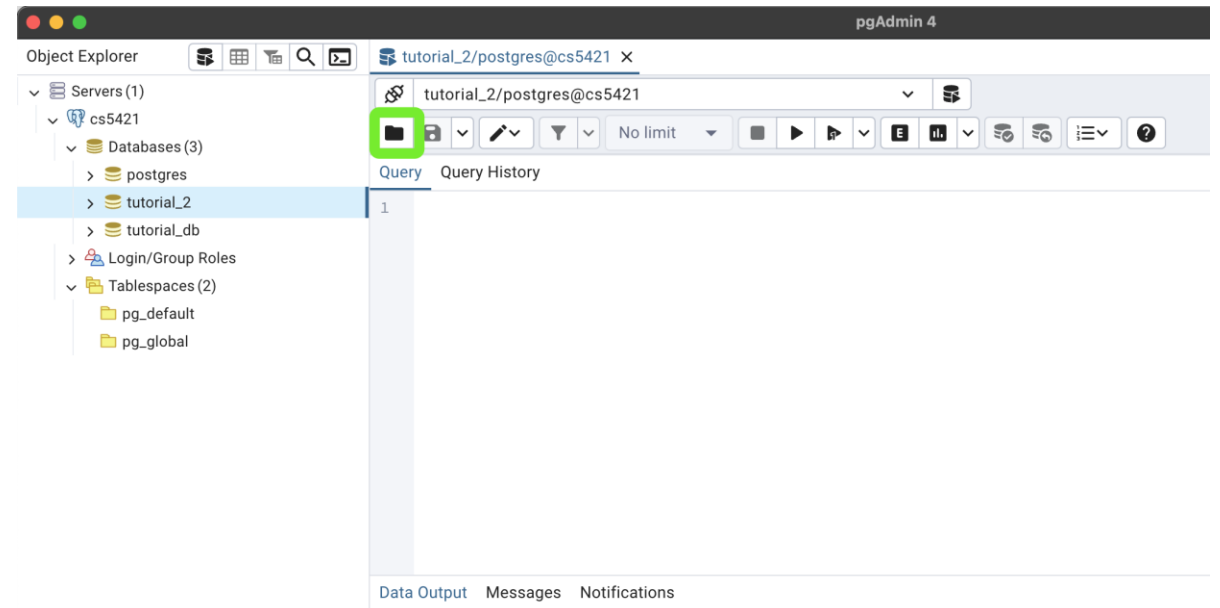 pgAdmin 4
Object Explorer
tutorial_2/postgres@cs5421
Servers (1)
cs5421
Databases (3)
postgres
tutorial_2
tutorial_db
Login/Group Roles
Tablespaces (2)
pg_default
pg_global
tutorial_2/postgres@cs5421
No limit
E
Query Query History
1
Data Output Messages Notifications